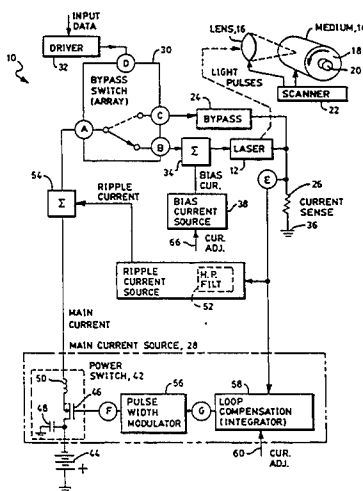 INPUT
DATA
LENS,16
MEDIUM,14
10
DRIVER
32
30
D
18
20
BYPASS
SWITCH
(ARRAY)
LIGHT
PULSES
SCANNER
22
24
A
C
BYPASS
B
Σ
LASER
34
12
BIAS
CUR.
54
Σ
RIPPLE
CURRENT
BIAS
CURRENT
SOURCE
38
E
26
CURRENT
SENSE
36
66
CUR. ADJ.
RIPPLE CURRENT
SOURCE
H.P.
FILT
52
MAIN
CURRENT
MAIN CURRENT SOURCE, 28
POWER
SWITCH, 42
50
46
48
56
58
F
PULSE
WIDTH
MODULATOR
G
LOOP
COMPENSATION
(INTEGRATOR)
44
+
60
CUR.
ADJ.